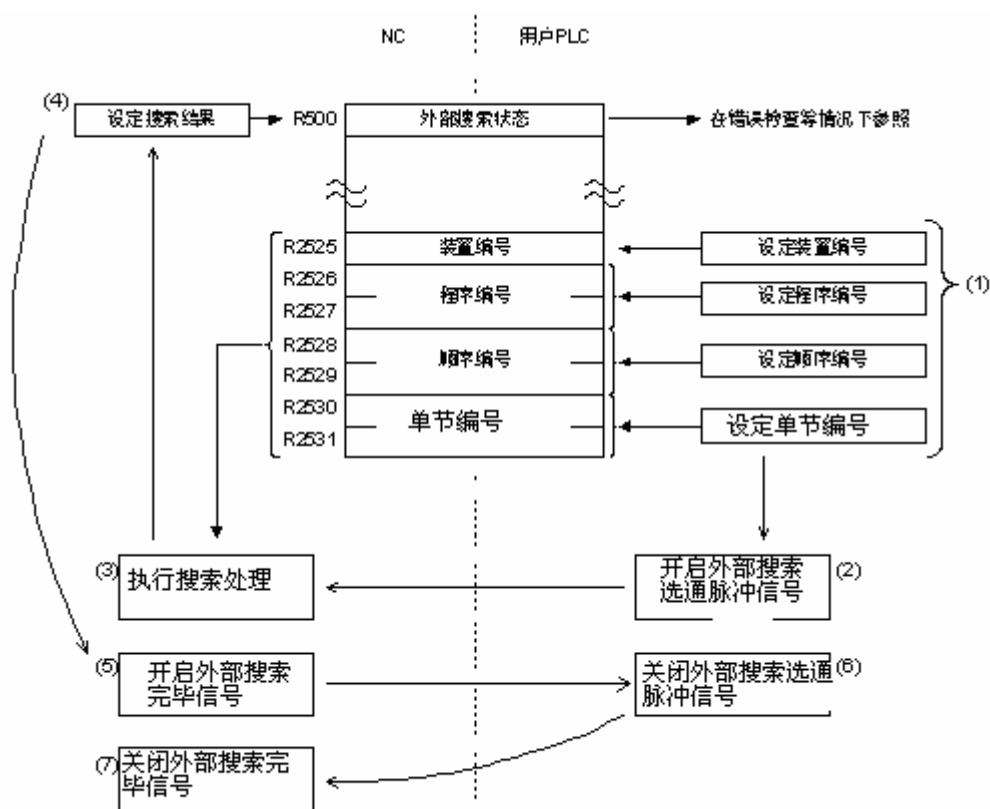 NC 用户PLC
(4) 设定搜索结果 R500 外部搜索状态 在错误检查等情况下参照
R2525 装置编号 设定装置编号
R2526
程序编号 设定程序编号 (1)
R2527
R2528
顺序编号 设定顺序编号
R2529
R2530
单节编号 设定单节编号
R2531
(3) 执行搜索处理
开启外部搜索 (2)
选通脉冲信号
(5) 开启外部搜索
完毕信号
关闭外部搜索选通 (6)
脉冲信号
(7) 关闭外部搜索完
毕信号